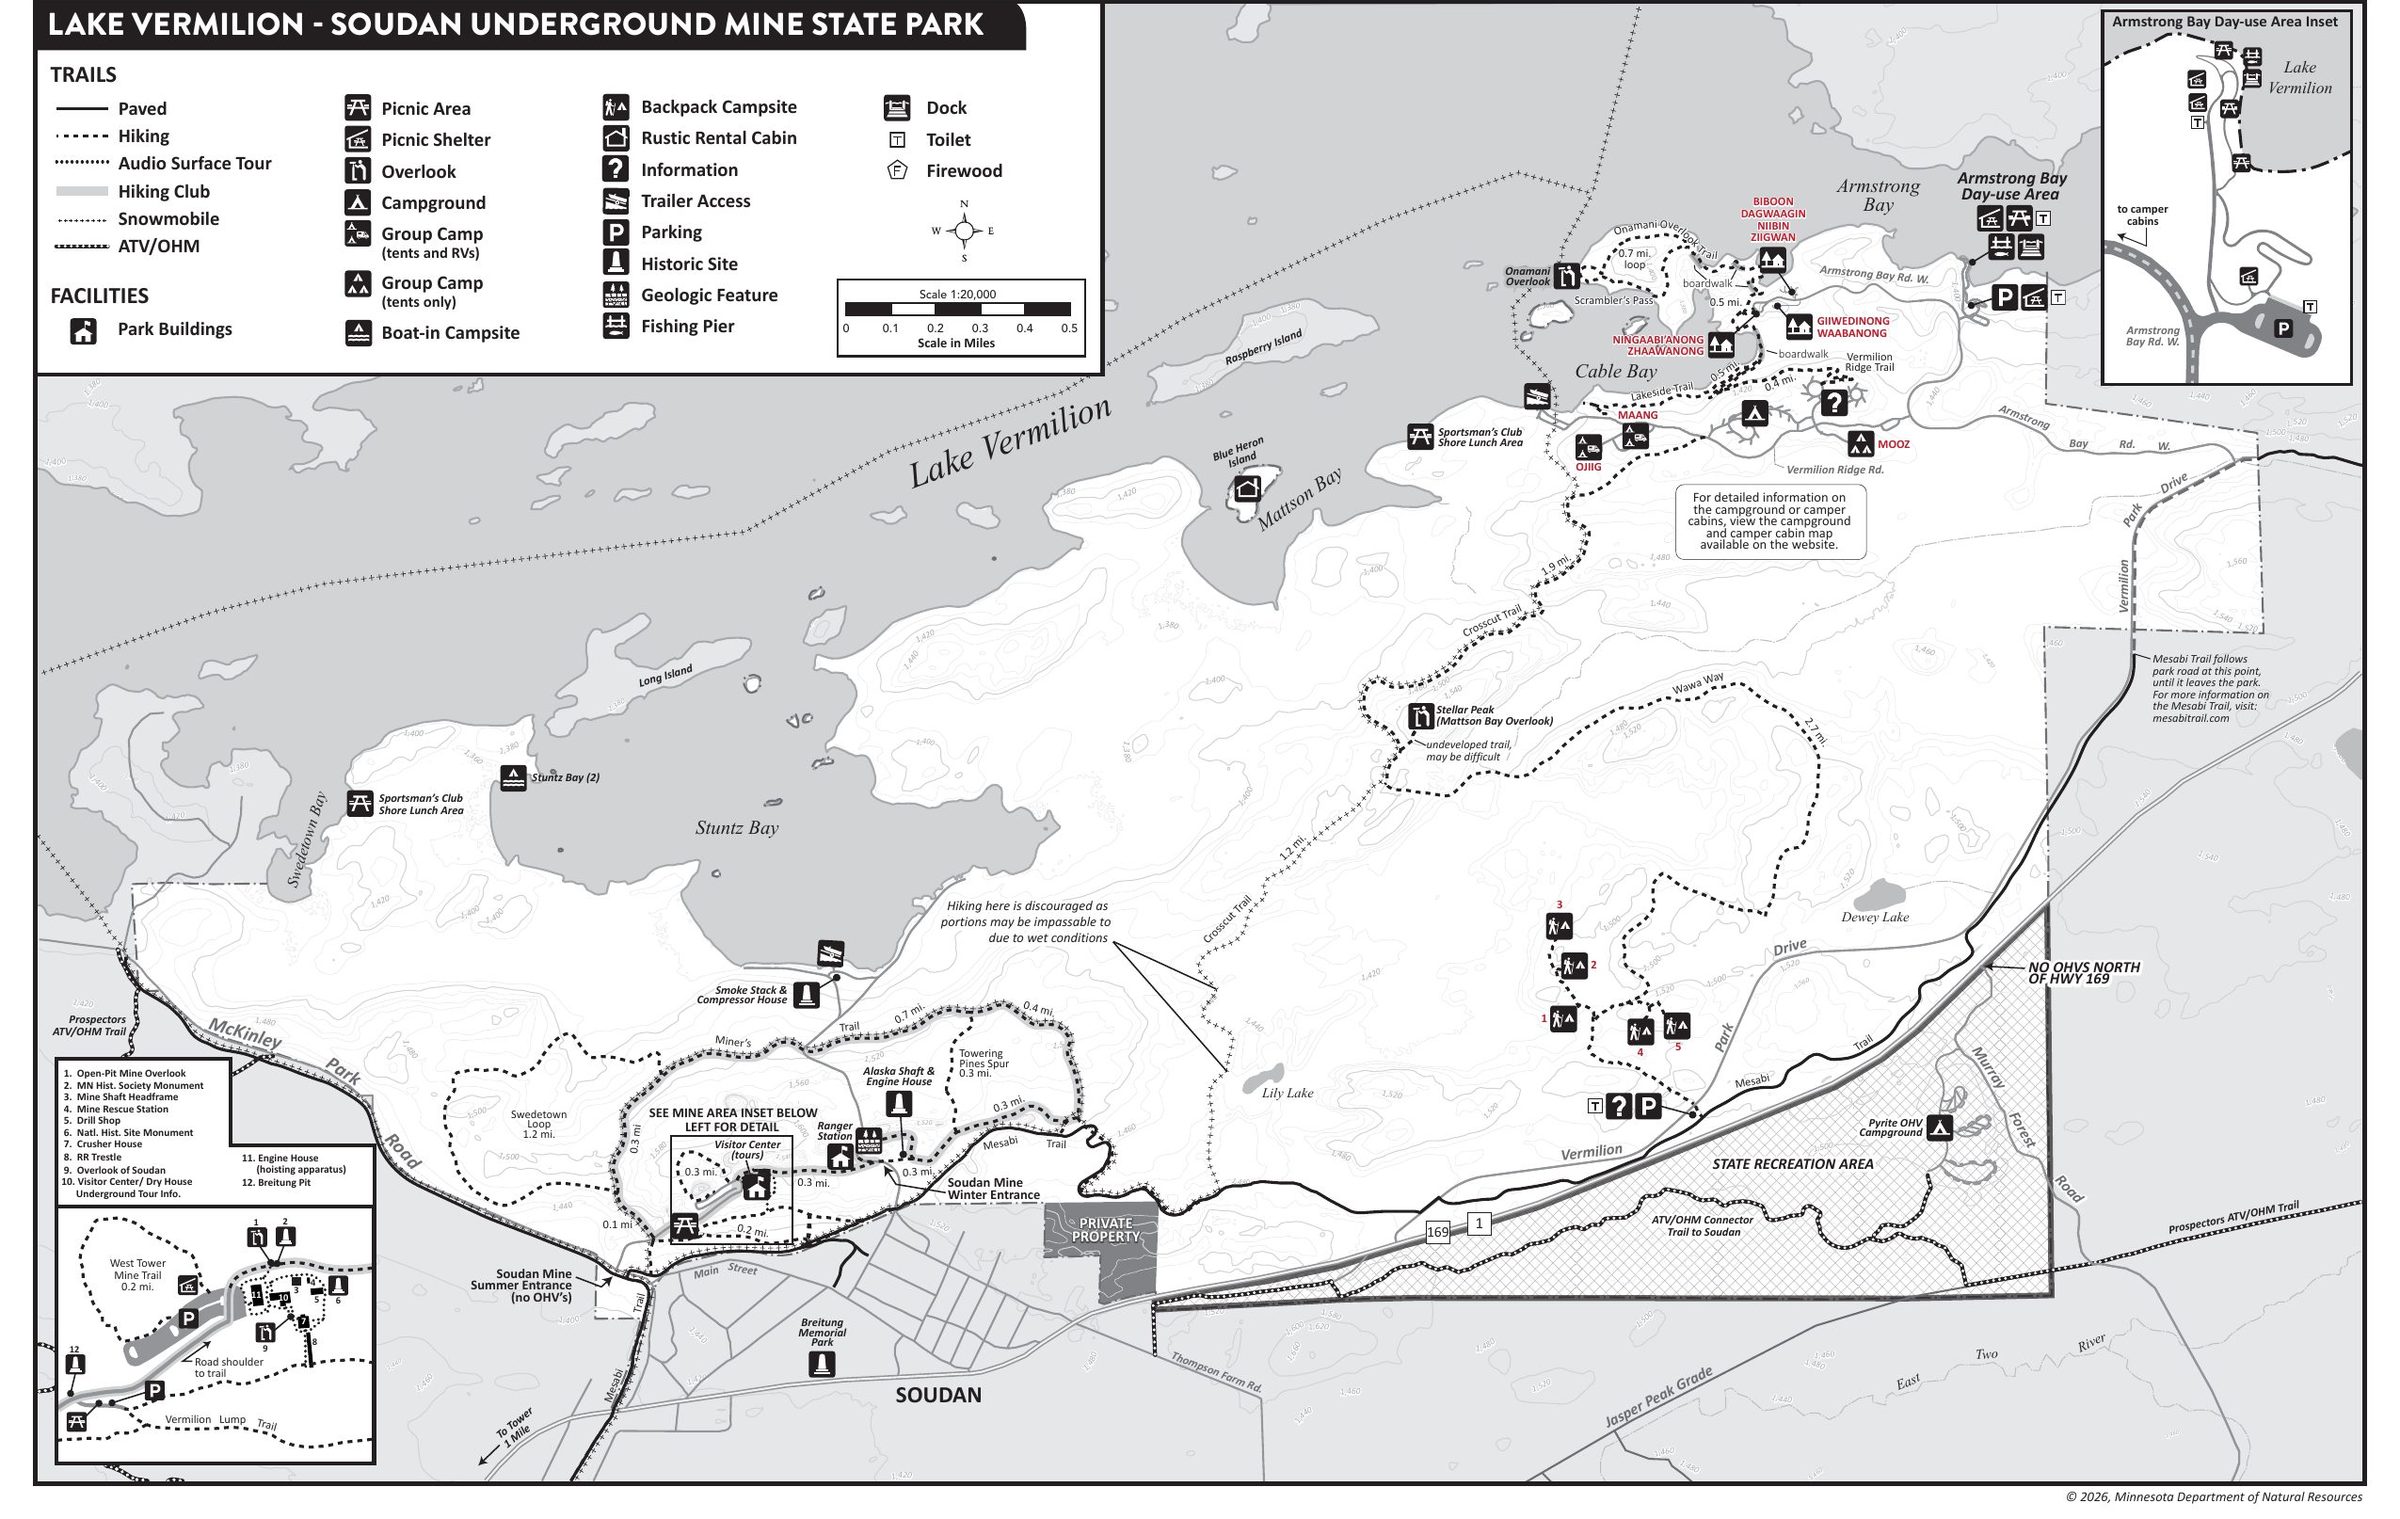 LAKE VERMILION - SOUDAN UNDERGROUND MINE STATE PARK
TRAILS
Paved
Hiking
Audio Surface Tour
Hiking Club
Snowmobile
ATV/OHM
FACILITIES
Park Buildings
Picnic Area
Picnic Shelter
Overlook
Campground
Group Camp
(tents and RVs)
Group Camp
(tents only)
Boat-in Campsite
Backpack Campsite
Rustic Rental Cabin
Information
Trailer Access
Parking
Historic Site
Geologic Feature
Fishing Pier
Dock
Toilet
Firewood
N
W E
S
Scale 1:20,000
0 0.1 0.2 0.3 0.4 0.5
Scale in Miles
Armstrong Bay Day-use Area Inset
Lake
Vermilion
to camper
cabins
Armstrong
Bay Rd. W.
P
T
T
Armstrong
Bay
Armstrong Bay
Day-use Area
T
P
T
BIBOON
DAGWAAGIN
NIIBIN
ZIIGWAN
Onamani Overlook Trail
0.7 mi.
loop
Onamani
Overlook
Scrambler's Pass
boardwalk
0.5 mi.
Armstrong Bay Rd. W.
GIIWEDINONG
WAABANONG
NINGAABI'ANONG
ZHAAWANONG
boardwalk
Vermilion
Ridge Trail
Cable Bay
Lakeside Trail
0.5 mi.
0.4 mi.
MAANG
OJIIG
MOOZ
Vermilion Ridge Rd.
Armstrong Bay Rd. W.
For detailed information on
the campground or camper
cabins, view the campground
and camper cabin map
available on the website.
Raspberry Island
Lake Vermilion
Blue Heron
Island
Mattson Bay
Sportsman's Club
Shore Lunch Area
1.9 mi.
Crosscut Trail
Vermilion Park Drive
Mesabi Trail follows
park road at this point,
until it leaves the park.
For more information on
the Mesabi Trail, visit:
mesabitrail.com
Wawa Way
2.7 mi.
Stellar Peak
(Mattson Bay Overlook)
undeveloped trail,
may be difficult
Long Island
Stuntz Bay (2)
Sportsman's Club
Shore Lunch Area
Swedetown Bay
Stuntz Bay
1.2 mi.
Crosscut Trail
Hiking here is discouraged as
portions may be impassable to
due to wet conditions
Dewey Lake
3
2
1
4
5
T
?
P
Vermilion Park Drive
NO OHVS NORTH
OF HWY 169
Mesabi Trail
Murray Forest Road
Pyrite OHV
Campground
STATE RECREATION AREA
ATV/OHM Connector
Trail to Soudan
Prospectors ATV/OHM Trail
Lily Lake
Smoke Stack &
Compressor House
Prospectors
ATV/OHM Trail
McKinley Park Road
Miner's Trail
0.7 mi.
0.4 mi.
Towering
Pines Spur
0.3 mi.
Alaska Shaft &
Engine House
0.3 mi.
Swedetown
Loop
1.2 mi.
0.3 mi.
SEE MINE AREA INSET BELOW
LEFT FOR DETAIL
Visitor Center
(tours)
0.3 mi.
Ranger
Station
0.3 mi.
0.3 mi.
Mesabi Trail
Soudan Mine
Winter Entrance
0.1 mi
0.2 mi.
PRIVATE
PROPERTY
169
1
Soudan Mine
Summer Entrance
(no OHV's)
Main Street
Mesabi Trail
Breitung
Memorial
Park
SOUDAN
To Tower
1 Mile
Thompson Farm Rd.
Jasper Peak Grade
East Two River
1. Open-Pit Mine Overlook
2. MN Hist. Society Monument
3. Mine Shaft Headframe
4. Mine Rescue Station
5. Drill Shop
6. Natl. Hist. Site Monument
7. Crusher House
8. RR Trestle
9. Overlook of Soudan
10. Visitor Center/ Dry House
Underground Tour Info.
11. Engine House
(hoisting apparatus)
12. Breitung Pit
1 2
West Tower
Mine Trail
0.2 mi.
11
10
3
5
6
7
8
9
P
12
Road shoulder
to trail
P
Vermilion Lump Trail
© 2026, Minnesota Department of Natural Resources